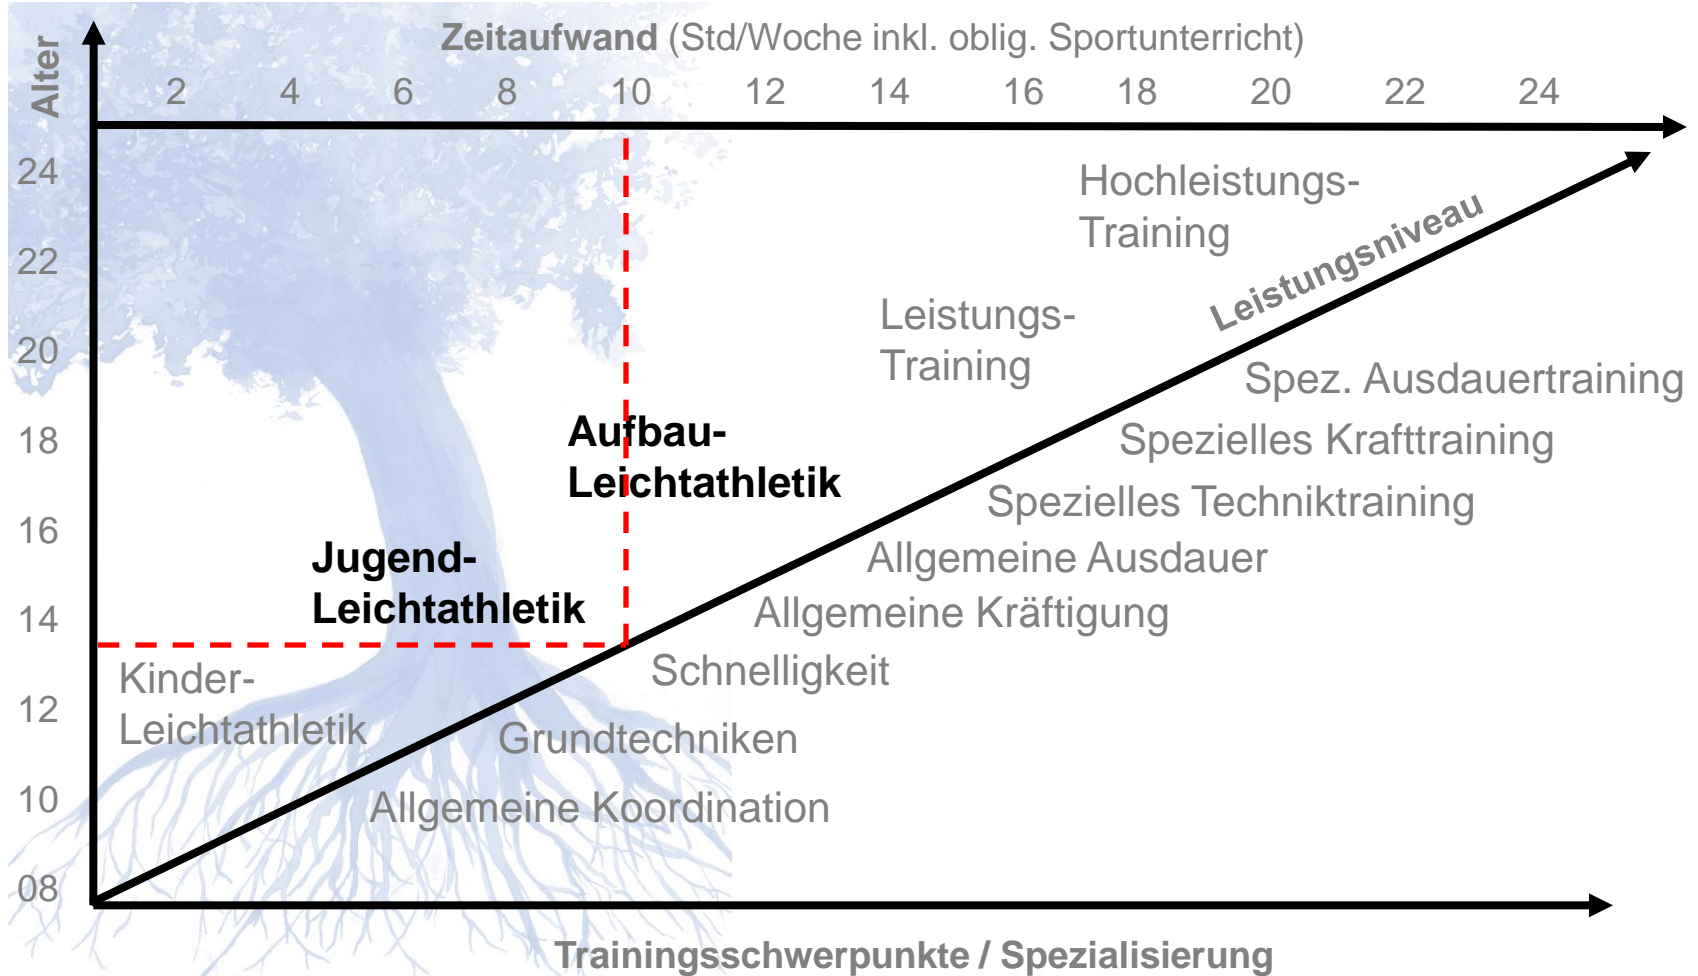 Zeitaufwand (Std/Woche inkl. oblig. Sportunterricht)
Alter
2 4 6 8 10 12 14 16 18 20 22 24
24
Hochleistungs-
Training
Leistungsniveau
22
Leistungs-
Training
20
Spez. Ausdauertraining
Aufbau-
Leichtathletik
18
Spezielles Krafttraining
Spezielles Techniktraining
16
Jugend-
Leichtathletik
Allgemeine Ausdauer
14
Allgemeine Kräftigung
Kinder-
Leichtathletik
Schnelligkeit
12
Grundtechniken
10
Allgemeine Koordination
08
Trainingsschwerpunkte / Spezialisierung